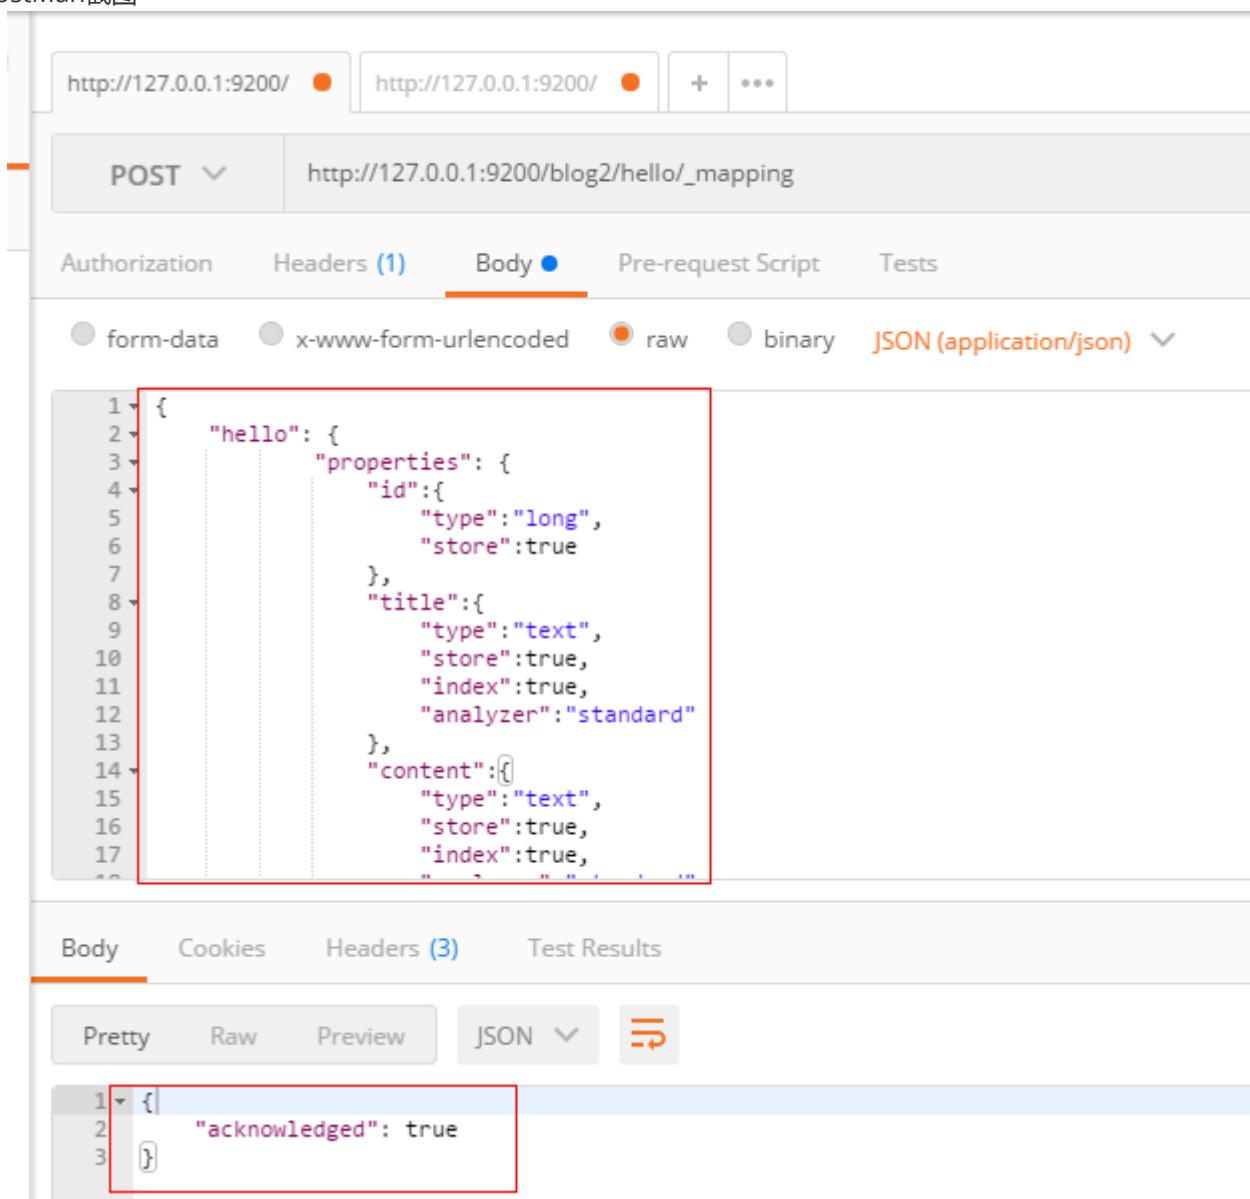 截图
http://127.0.0.1:9200/ http://127.0.0.1:9200/ + •••
POST http://127.0.0.1:9200/blog2/hello/_mapping
Authorization Headers (1) Body Pre-request Script Tests
form-data x-www-form-urlencoded raw binary JSON (application/json)
1 {
2 "hello": {
3 "properties": {
4 "id":{
5 "type":"long",
6 "store":true
7 },
8 "title":{
9 "type":"text",
10 "store":true,
11 "index":true,
12 "analyzer":"standard"
13 },
14 "content":{
15 "type":"text",
16 "store":true,
17 "index":true,
Body Cookies Headers (3) Test Results
Pretty Raw Preview JSON
1 {
2 "acknowledged": true
3 }